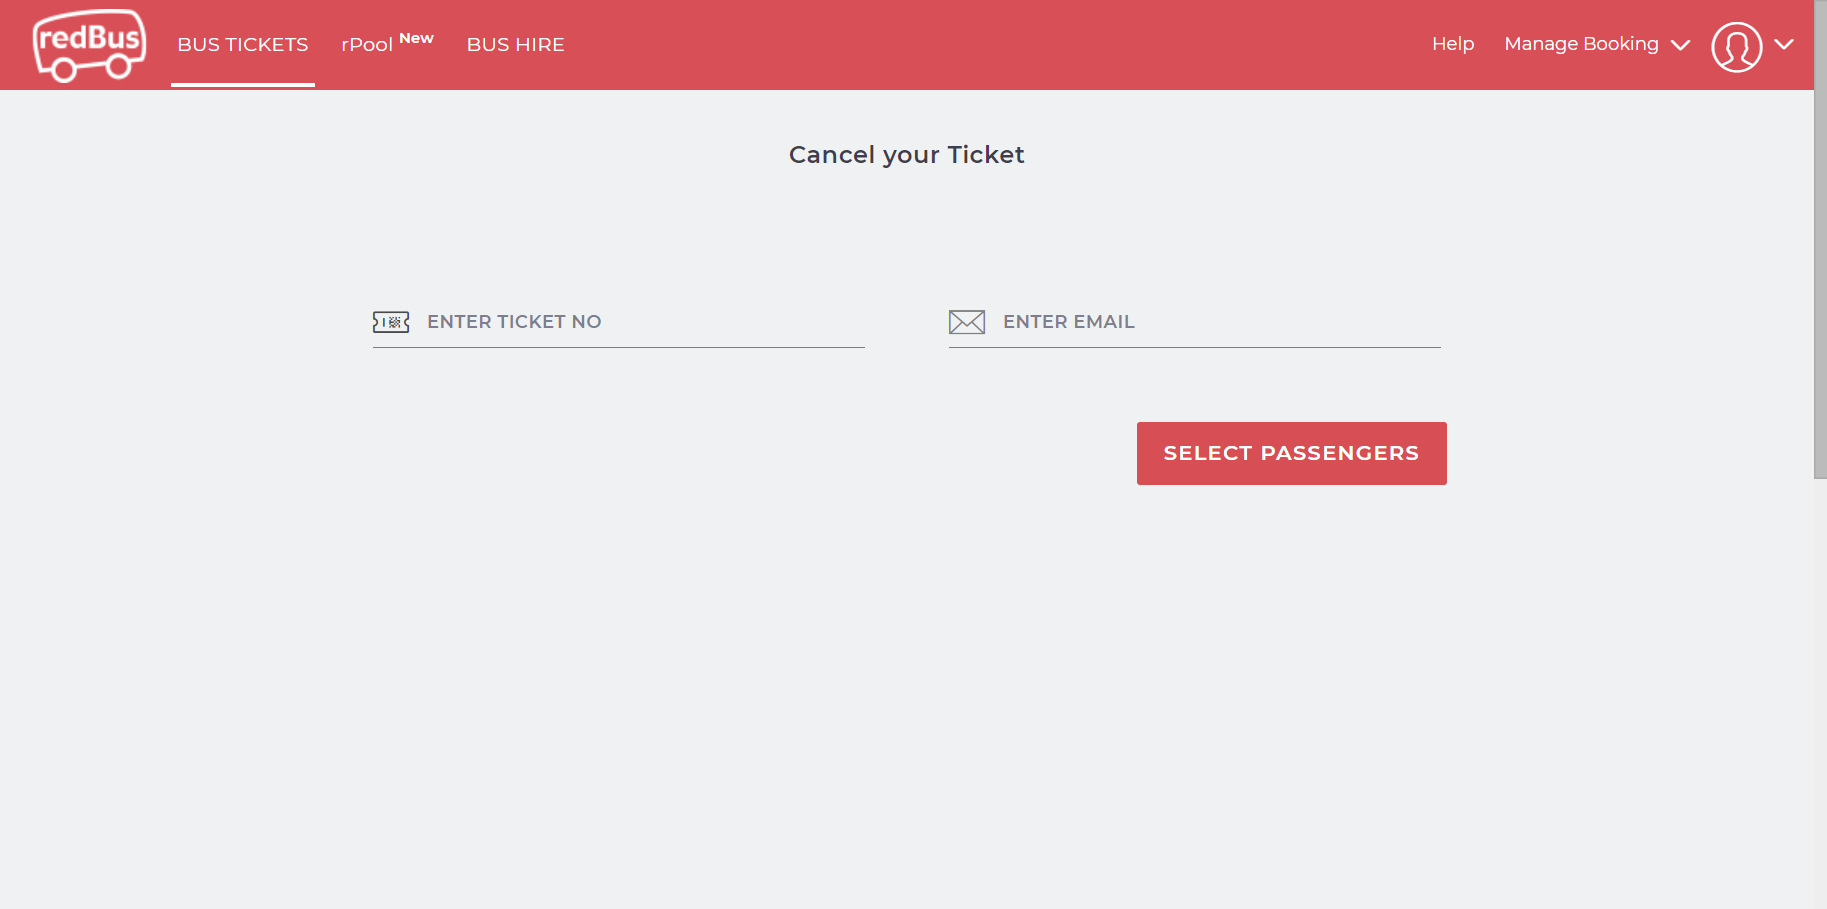 redBus
BUS TICKETS
rPool New
BUS HIRE
Help
Manage Booking
Cancel your Ticket
ENTER TICKET NO
ENTER EMAIL
SELECT PASSENGERS